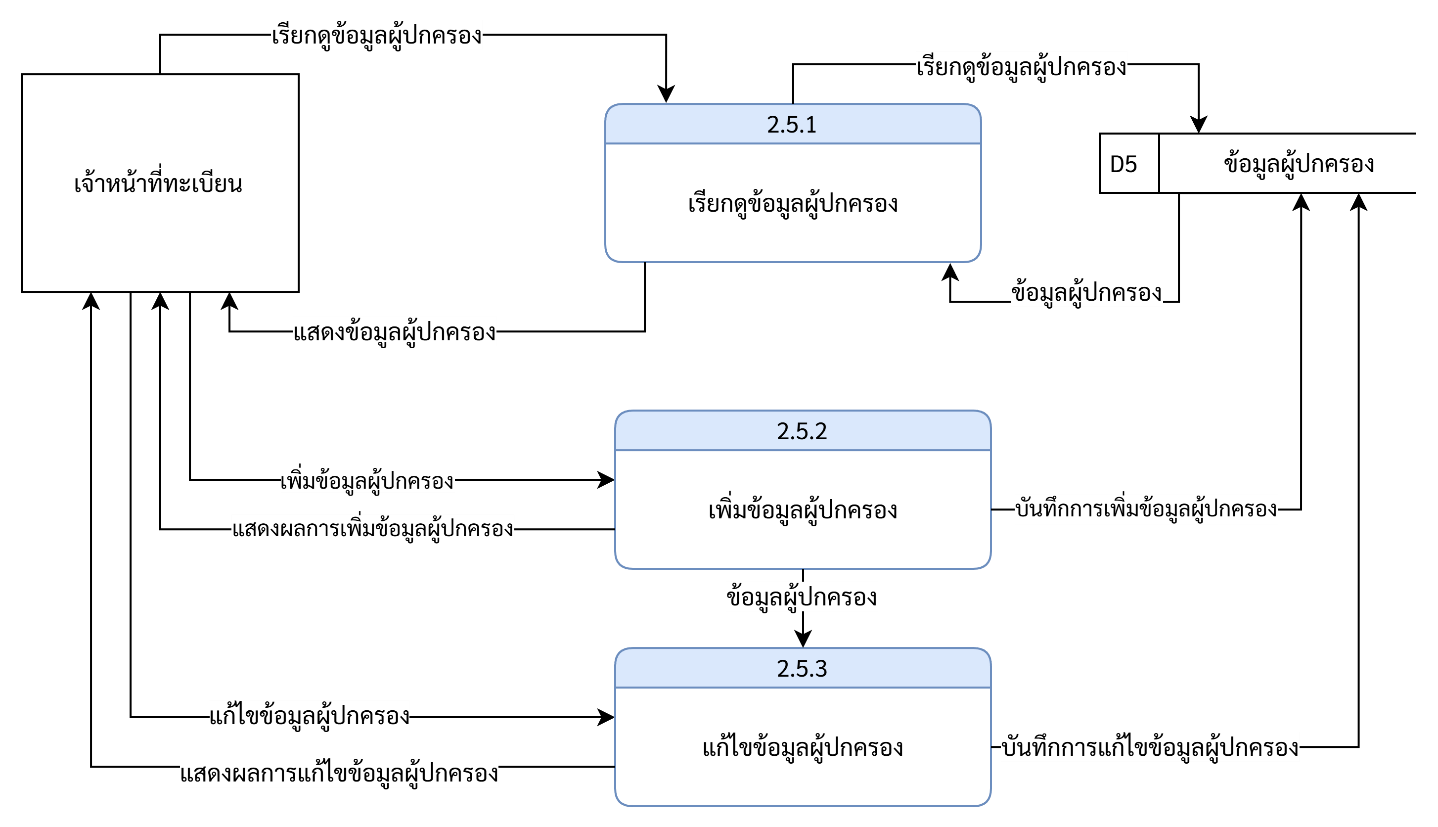 เรียกดูข้อมูลผู้ปกครอง
เรียกดูข้อมูลผู้ปกครอง
2.5.1
D5
ข้อมูลผู้ปกครอง
เจ้าหน้าที่ทะเบียน
เรียกดูข้อมูลผู้ปกครอง
ข้อมูลผู้ปกครอง
แสดงข้อมูลผู้ปกครอง
2.5.2
เพิ่มข้อมูลผู้ปกครอง
เพิ่มข้อมูลผู้ปกครอง
บันทึกการเพิ่มข้อมูลผู้ปกครอง
แสดงผลการเพิ่มข้อมูลผู้ปกครอง
ข้อมูลผู้ปกครอง
2.5.3
แก้ไขข้อมูลผู้ปกครอง
แก้ไขข้อมูลผู้ปกครอง
บันทึกการแก้ไขข้อมูลผู้ปกครอง
แสดงผลการแก้ไขข้อมูลผู้ปกครอง